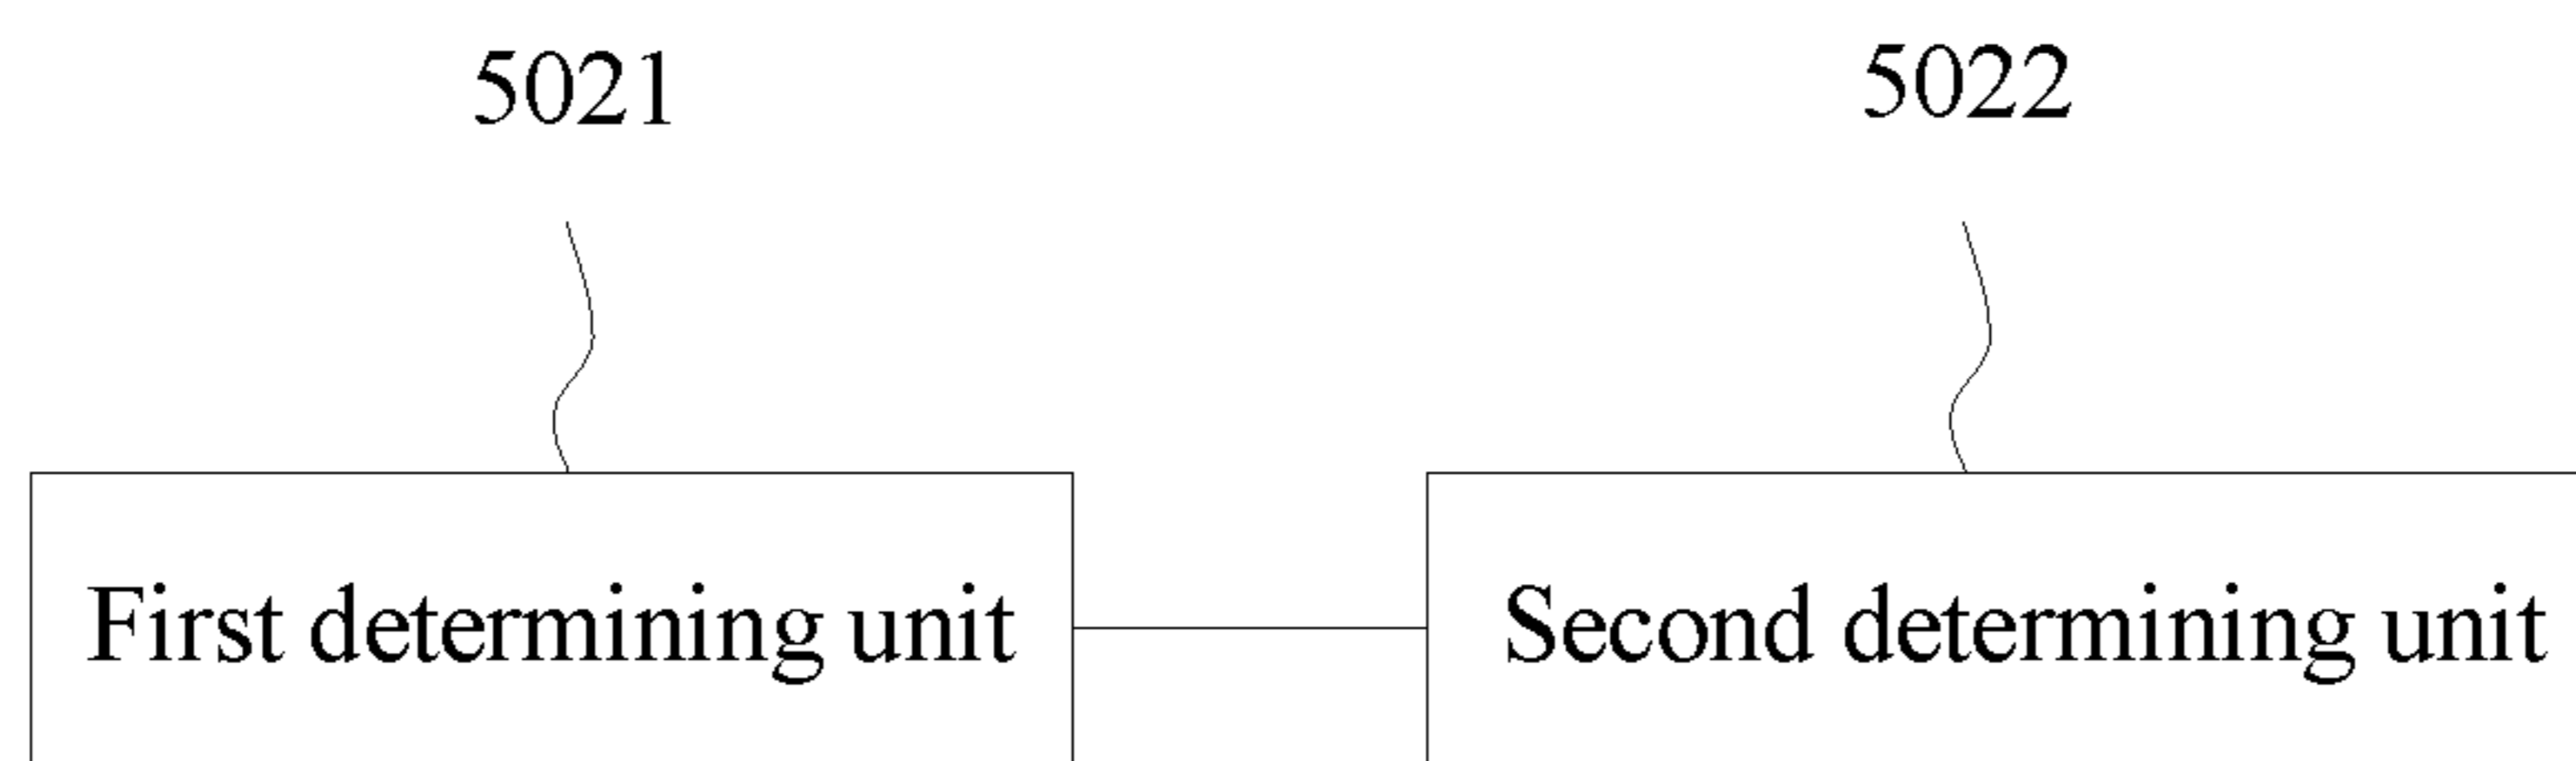 5021
5022
First determining unit
Second determining unit